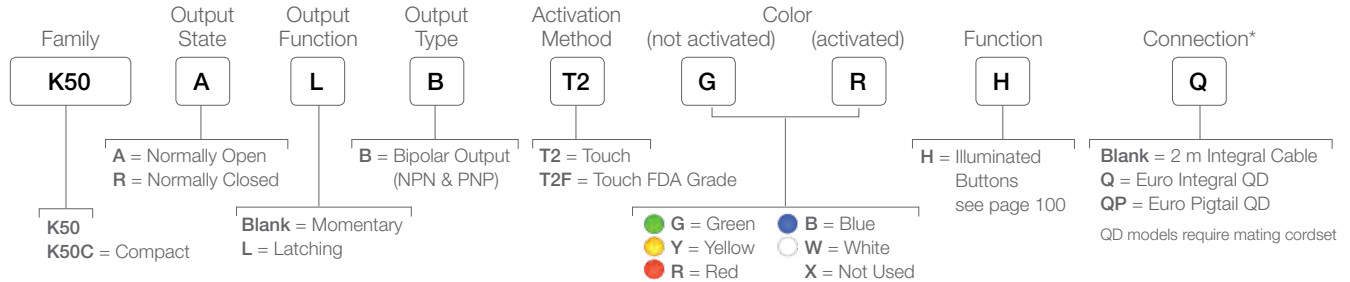 Family
Output
State
Output
Function
Output
Type
Activation
Method
Color
(not activated)
(activated)
Function
Connection*
K50
A
L
B
T2
G
R
H
Q
K50
K50C = Compact
A = Normally Open
R = Normally Closed
Blank = Momentary
L = Latching
B = Bipolar Output
(NPN & PNP)
T2 = Touch
T2F = Touch FDA Grade
G = Green
Y = Yellow
R = Red
B = Blue
W = White
X = Not Used
H = Illuminated
Buttons
see page 100
Blank = 2 m Integral Cable
Q = Euro Integral QD
QP = Euro Pigtail QD
QD models require mating cordset